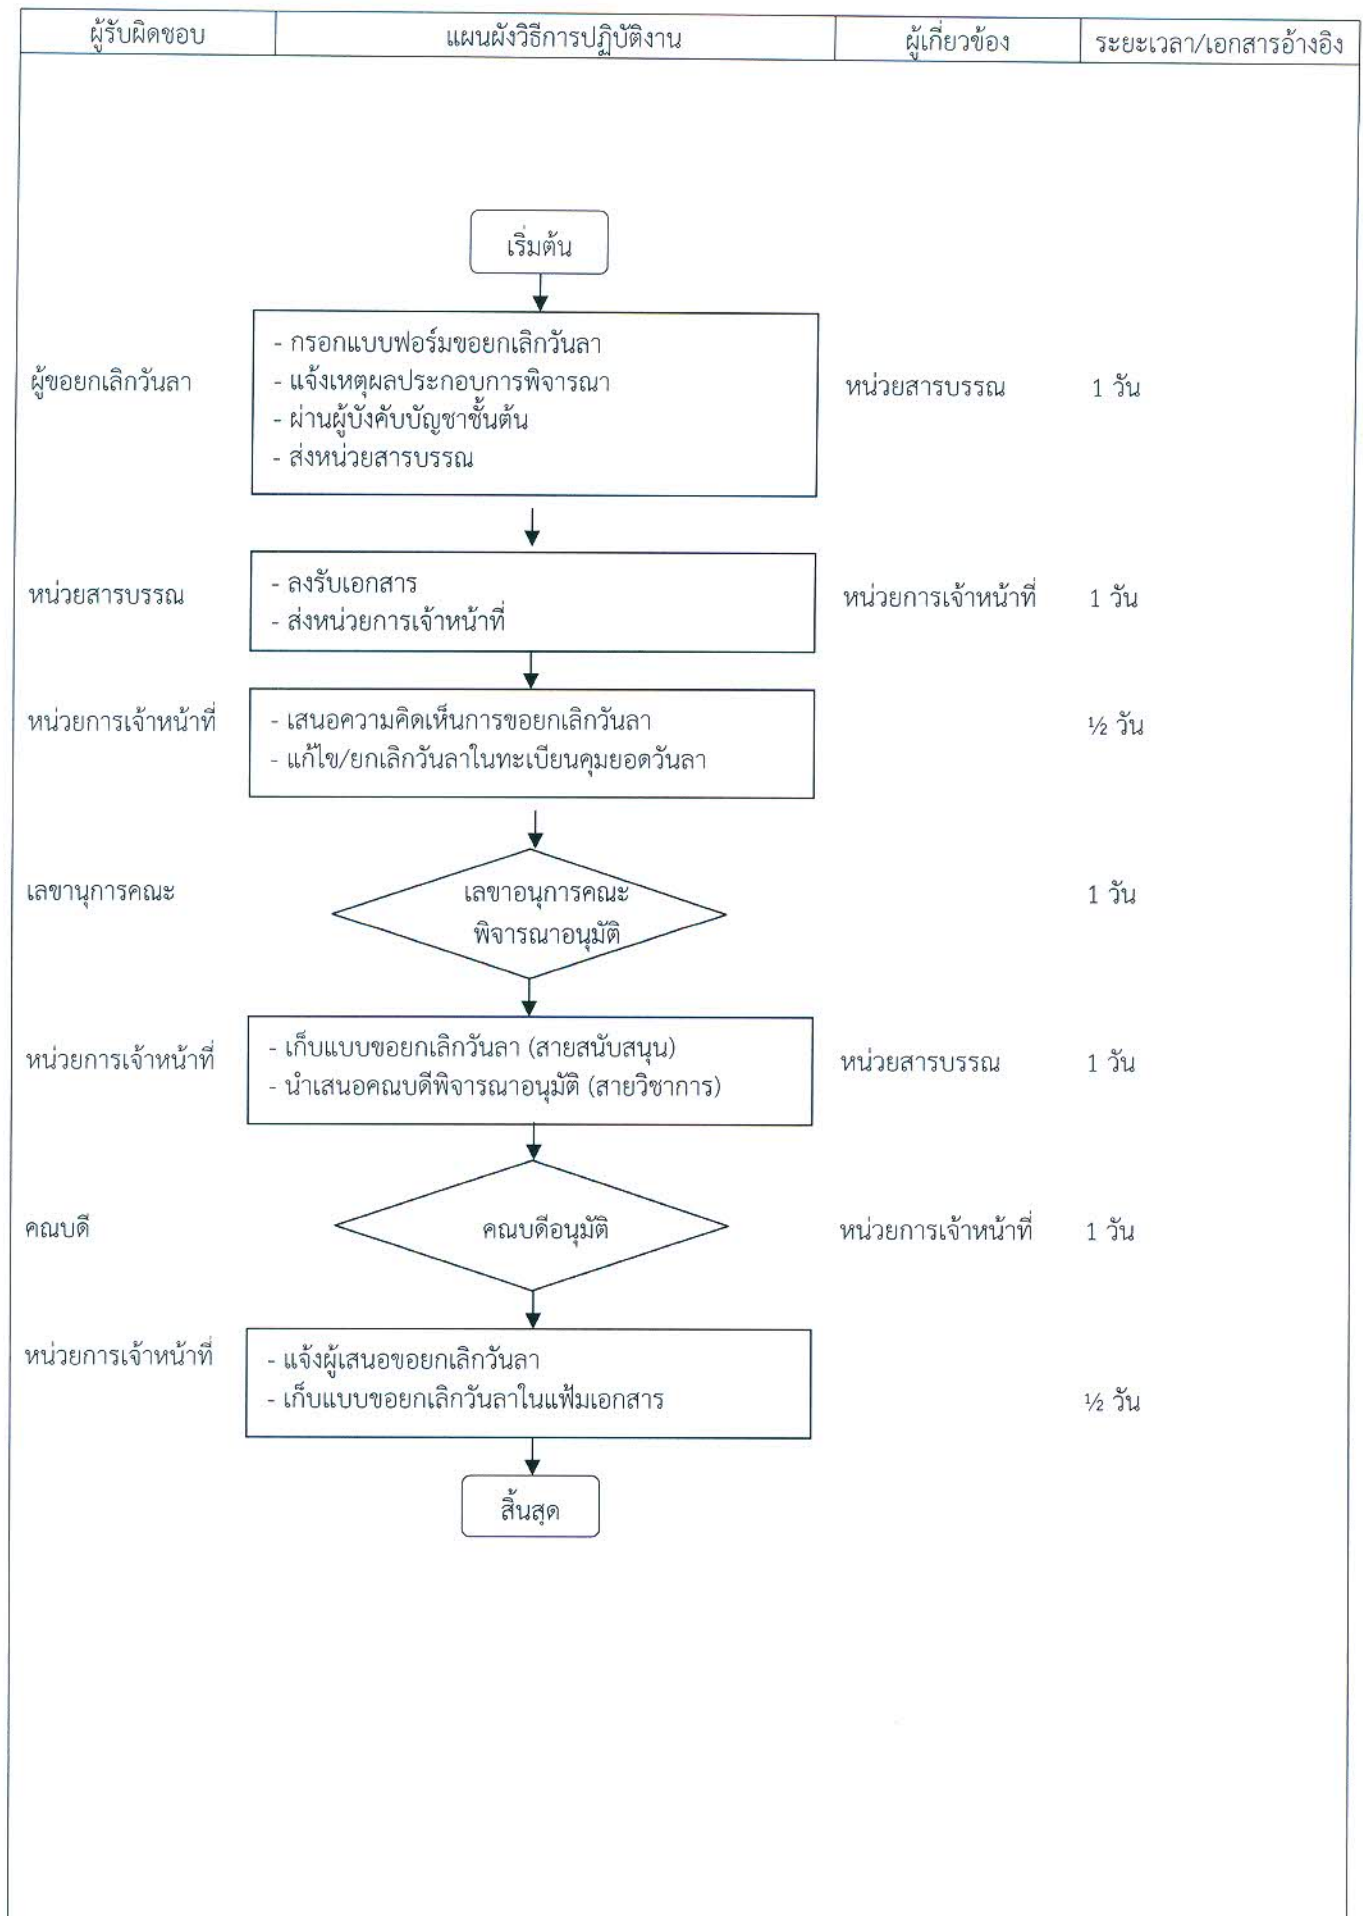 ผู้รับผิดชอบ แผนผังวิธีการปฏิบัติงาน ผู้เกี่ยวข้อง ระยะเวลา/เอกสารอ้างอิง
เริ่มต้น
- กรอกแบบฟอร์มขอยกเลิกวันลา
ผู้ขอยกเลิกวันลา - แจ้งเหตุผลประกอบการพิจารณา หน่วยสารบรรณ 1 วัน
- ผ่านผู้บังคับบัญชาชั้นต้น
- ส่งหน่วยสารบรรณ
หน่วยสารบรรณ - ลงรับเอกสาร หน่วยการเจ้าหน้าที่ 1 วัน
- ส่งหน่วยการเจ้าหน้าที่
หน่วยการเจ้าหน้าที่ - เสนอความคิดเห็นการขอยกเลิกวันลา ½ วัน
- แก้ไข/ยกเลิกวันลาในทะเบียนคุมยอดวันลา
เลขานุการคณะ เลขาอนุการคณะ 1 วัน
พิจารณาอนุมัติ
หน่วยการเจ้าหน้าที่ - เก็บแบบขอยกเลิกวันลา (สายสนับสนุน) หน่วยสารบรรณ 1 วัน
- นำเสนอคณบดีพิจารณาอนุมัติ (สายวิชาการ)
คณบดี คณบดีอนุมัติ หน่วยการเจ้าหน้าที่ 1 วัน
หน่วยการเจ้าหน้าที่ - แจ้งผู้เสนอขอยกเลิกวันลา
- เก็บแบบขอยกเลิกวันลาในแฟ้มเอกสาร ½ วัน
สิ้นสุด